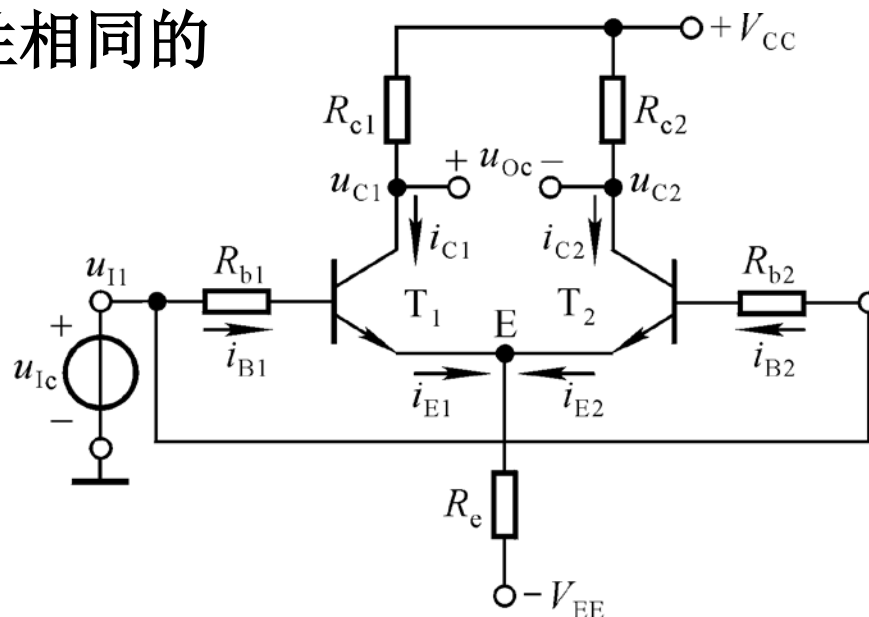 性相同的
+V_CC
R_c1
R_c2
+ u_Oc −
u_C1
u_C2
i_C1
i_C2
u_I1
R_b1
R_b2
T_1
T_2
E
+
u_Ic
−
i_B1
i_B2
i_E1
i_E2
R_e
−V_EE